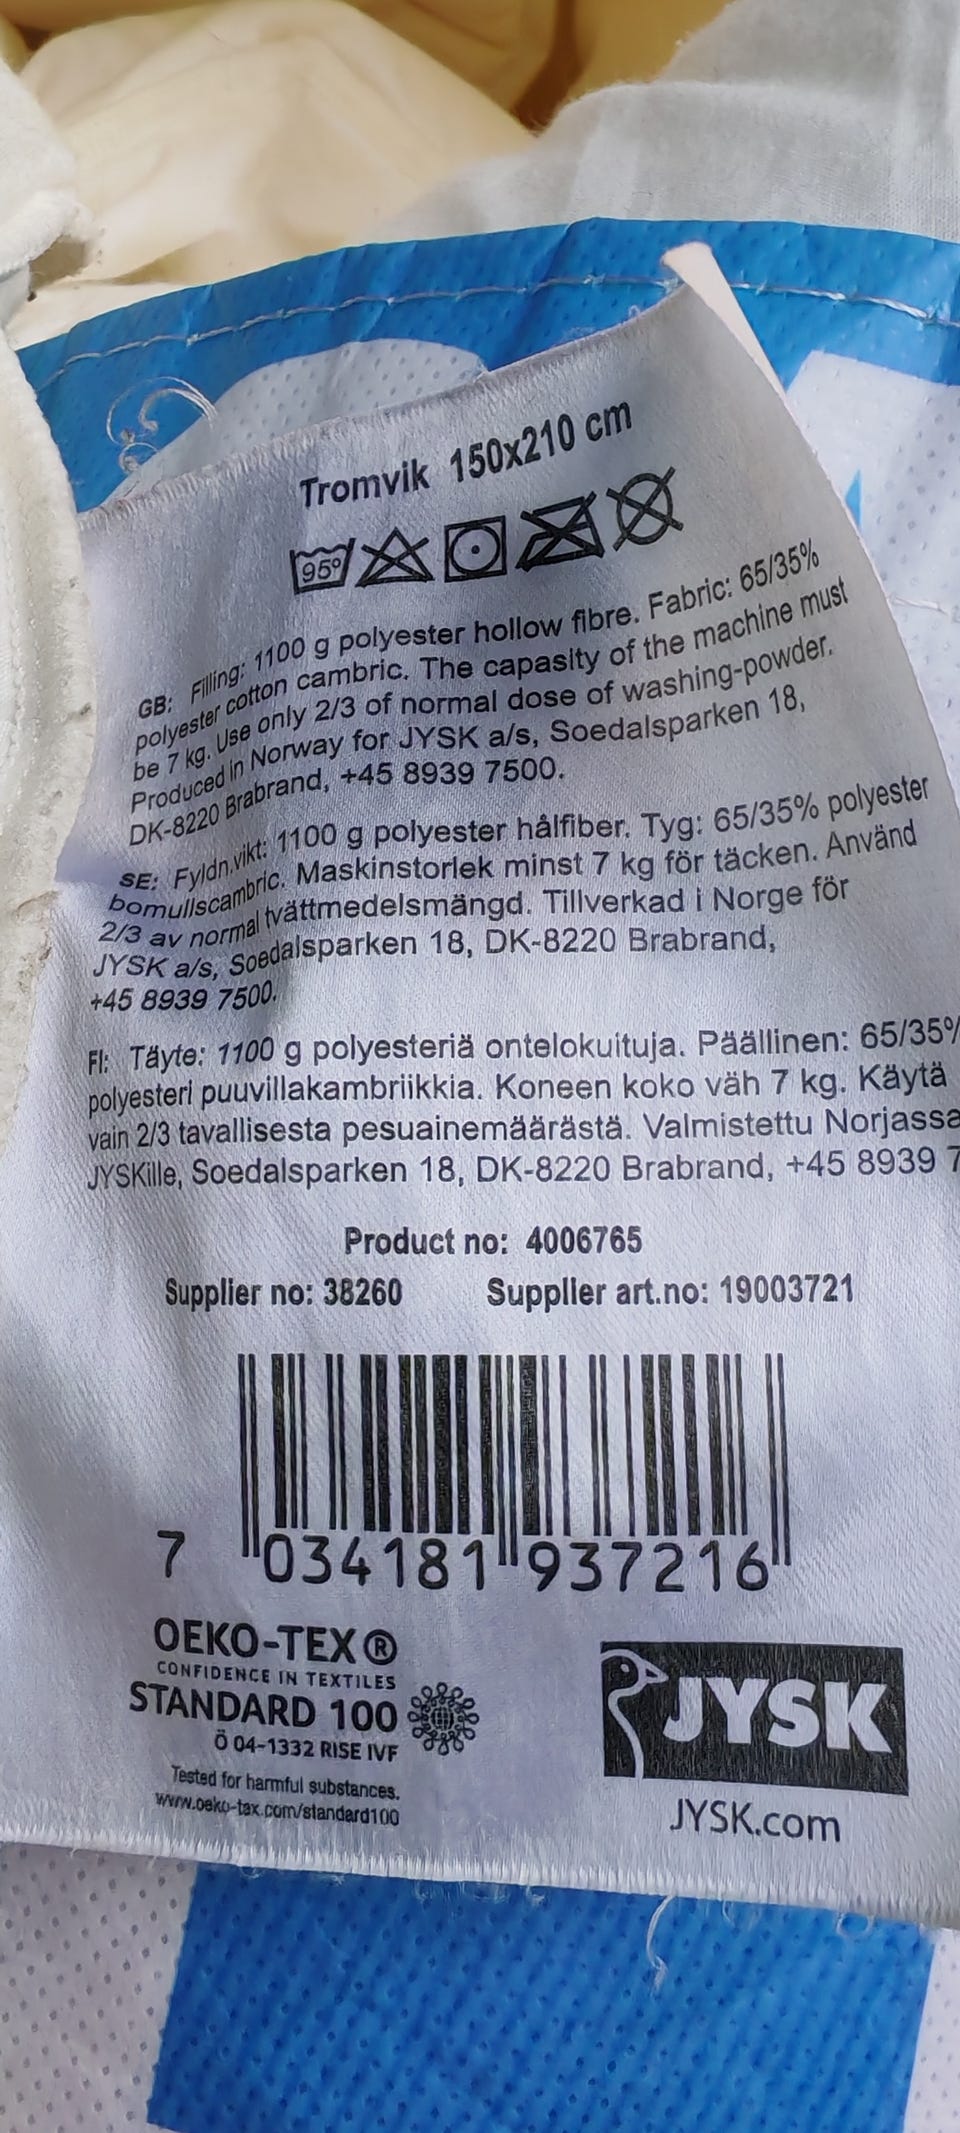 Tromvik 150x210 cm
95°
GB: Filling: 1100 g polyester hollow fibre. Fabric: 65/35%
polyester cotton cambric. The capasity of the machine must
be 7 kg. Use only 2/3 of normal dose of washing-powder.
Produced in Norway for JYSK a/s, Soedalsparken 18,
DK-8220 Brabrand, +45 8939 7500.
SE: Fyldn.vikt: 1100 g polyester hålfiber. Tyg: 65/35% polyester
bomullscambric. Maskinstorlek minst 7 kg för täcken. Använd
2/3 av normal tvättmedelsmängd. Tillverkad i Norge för
JYSK a/s, Soedalsparken 18, DK-8220 Brabrand,
+45 8939 7500.
FI: Täyte: 1100 g polyesteriä ontelokuituja. Päällinen: 65/35%
polyesteri puuvillakambriikkia. Koneen koko väh 7 kg. Käytä
vain 2/3 tavallisesta pesuainemäärästä. Valmistettu Norjassa
JYSKille, Soedalsparken 18, DK-8220 Brabrand, +45 8939 7
Product no: 4006765
Supplier no: 38260 Supplier art.no: 19003721
7 034181 937216
OEKO-TEX®
CONFIDENCE IN TEXTILES
STANDARD 100
Ö 04-1332 RISE IVF
Tested for harmful substances.
www.oeko-tax.com/standard100
JYSK
JYSK.com